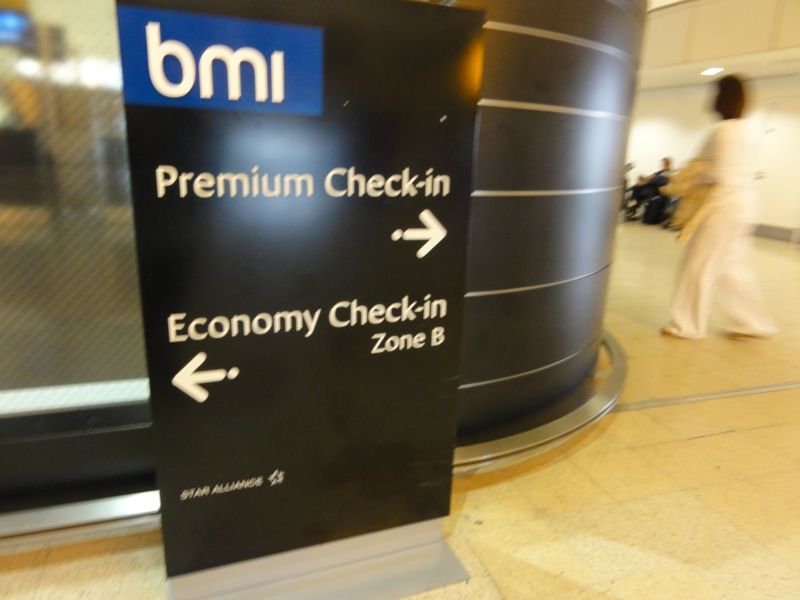 bmi
Premium Check-in
Economy Check-in
Zone B
STAR ALLIANCE